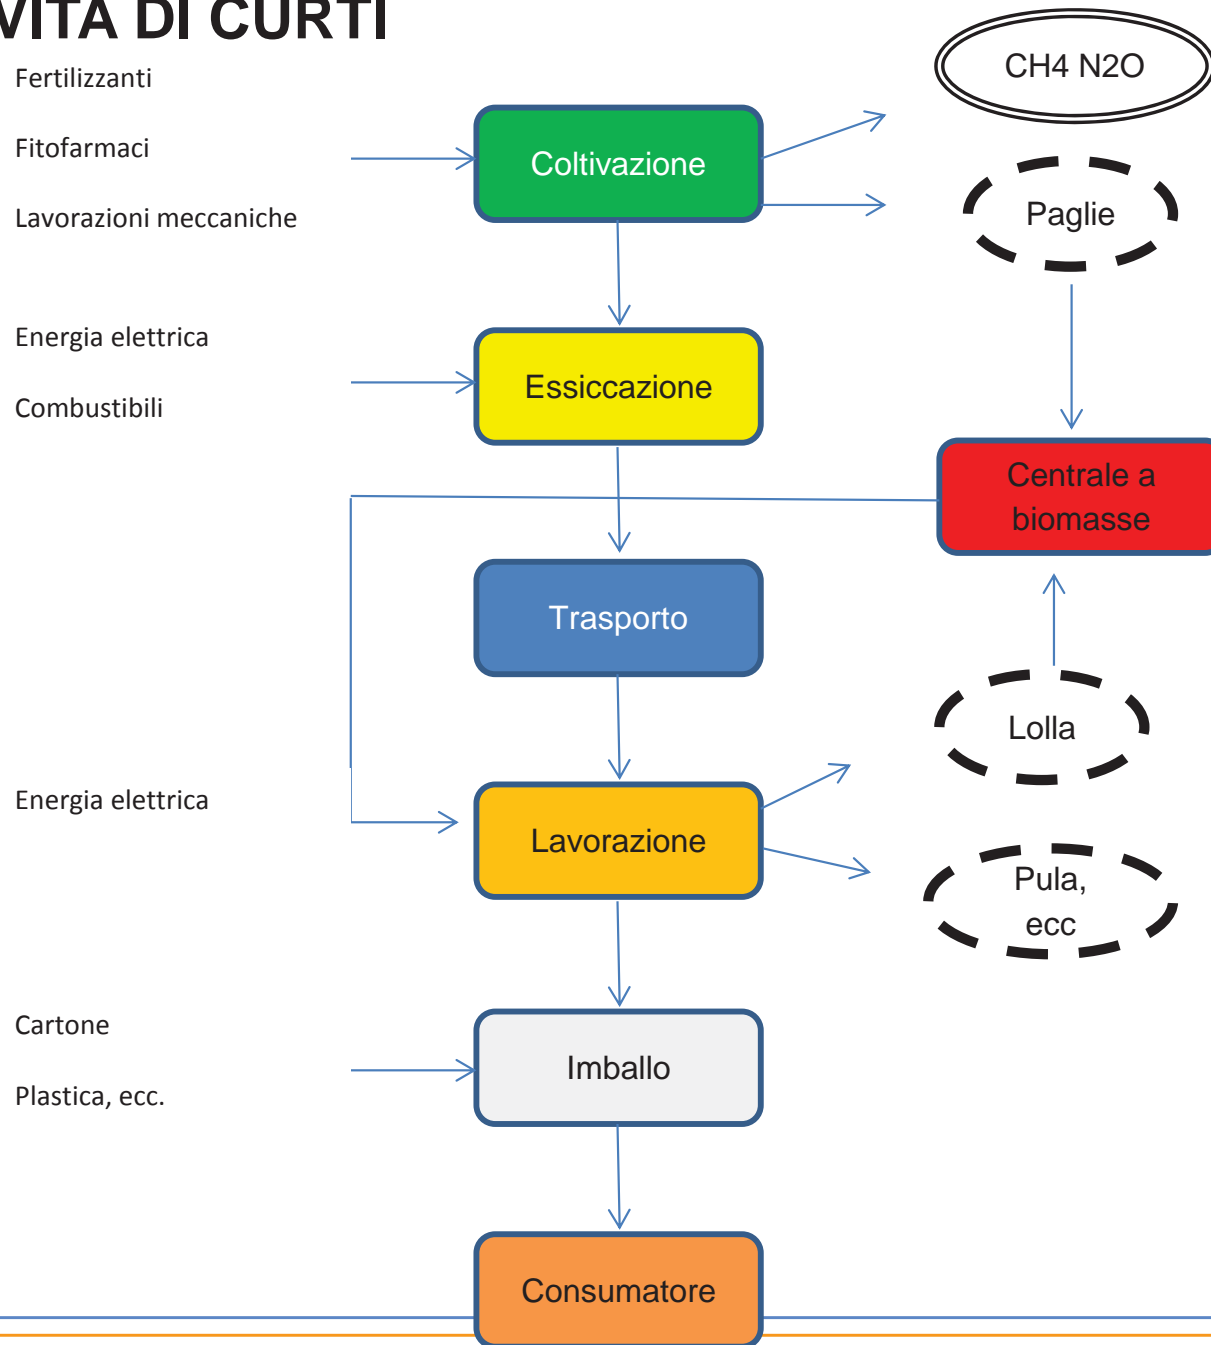 VITA DI CURTI
Fertilizzanti
CH4 N2O
Fitofarmaci
Coltivazione
Lavorazioni meccaniche
Paglie
Energia elettrica
Essiccazione
Combustibili
Centrale a
biomasse
Trasporto
Lolla
Energia elettrica
Lavorazione
Pula,
ecc
Cartone
Imballo
Plastica, ecc.
Consumatore